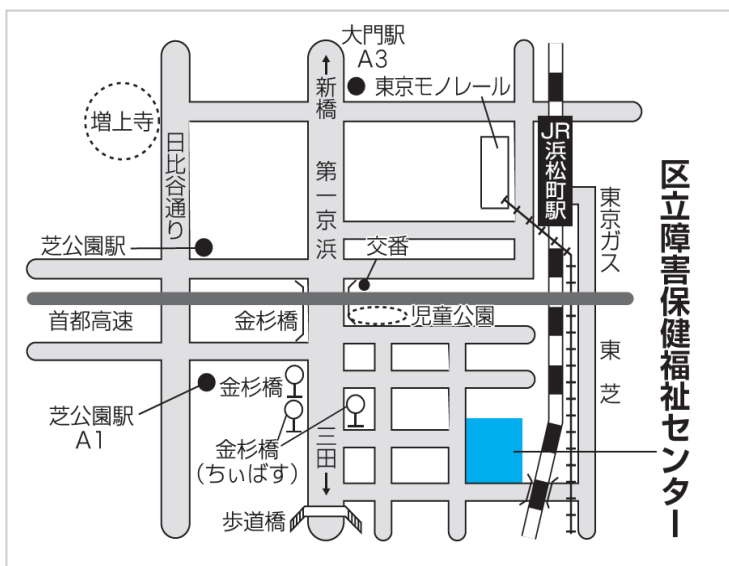 大門駅
A3
↑
新橋
東京モノレール
増上寺
日比谷通り
第一京浜
JR浜松町駅
区立障害保健福祉センター
東京ガス
芝公園駅
交番
首都高速
金杉橋
児童公園
東芝
金杉橋
芝公園駅
A1
金杉橋
(ちぃばす)
三田
↓
歩道橋